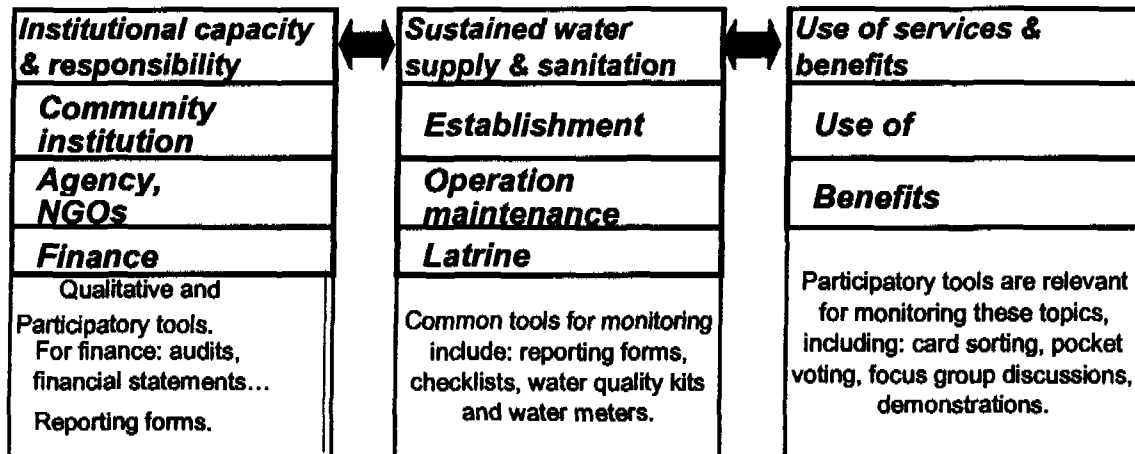 Institutional capacity
& responsibility
Community
institution
Agency,
NGOs
Finance
Qualitative and
Participatory tools.
For finance: audits,
financial statements...
Reporting forms.
Sustained water
supply & sanitation
Establishment
Operation
maintenance
Latrine
Common tools for monitoring
include: reporting forms,
checklists, water quality kits
and water meters.
Use of services &
benefits
Use of
Benefits
Participatory tools are relevant
for monitoring these topics,
including: card sorting, pocket
voting, focus group discussions,
demonstrations.